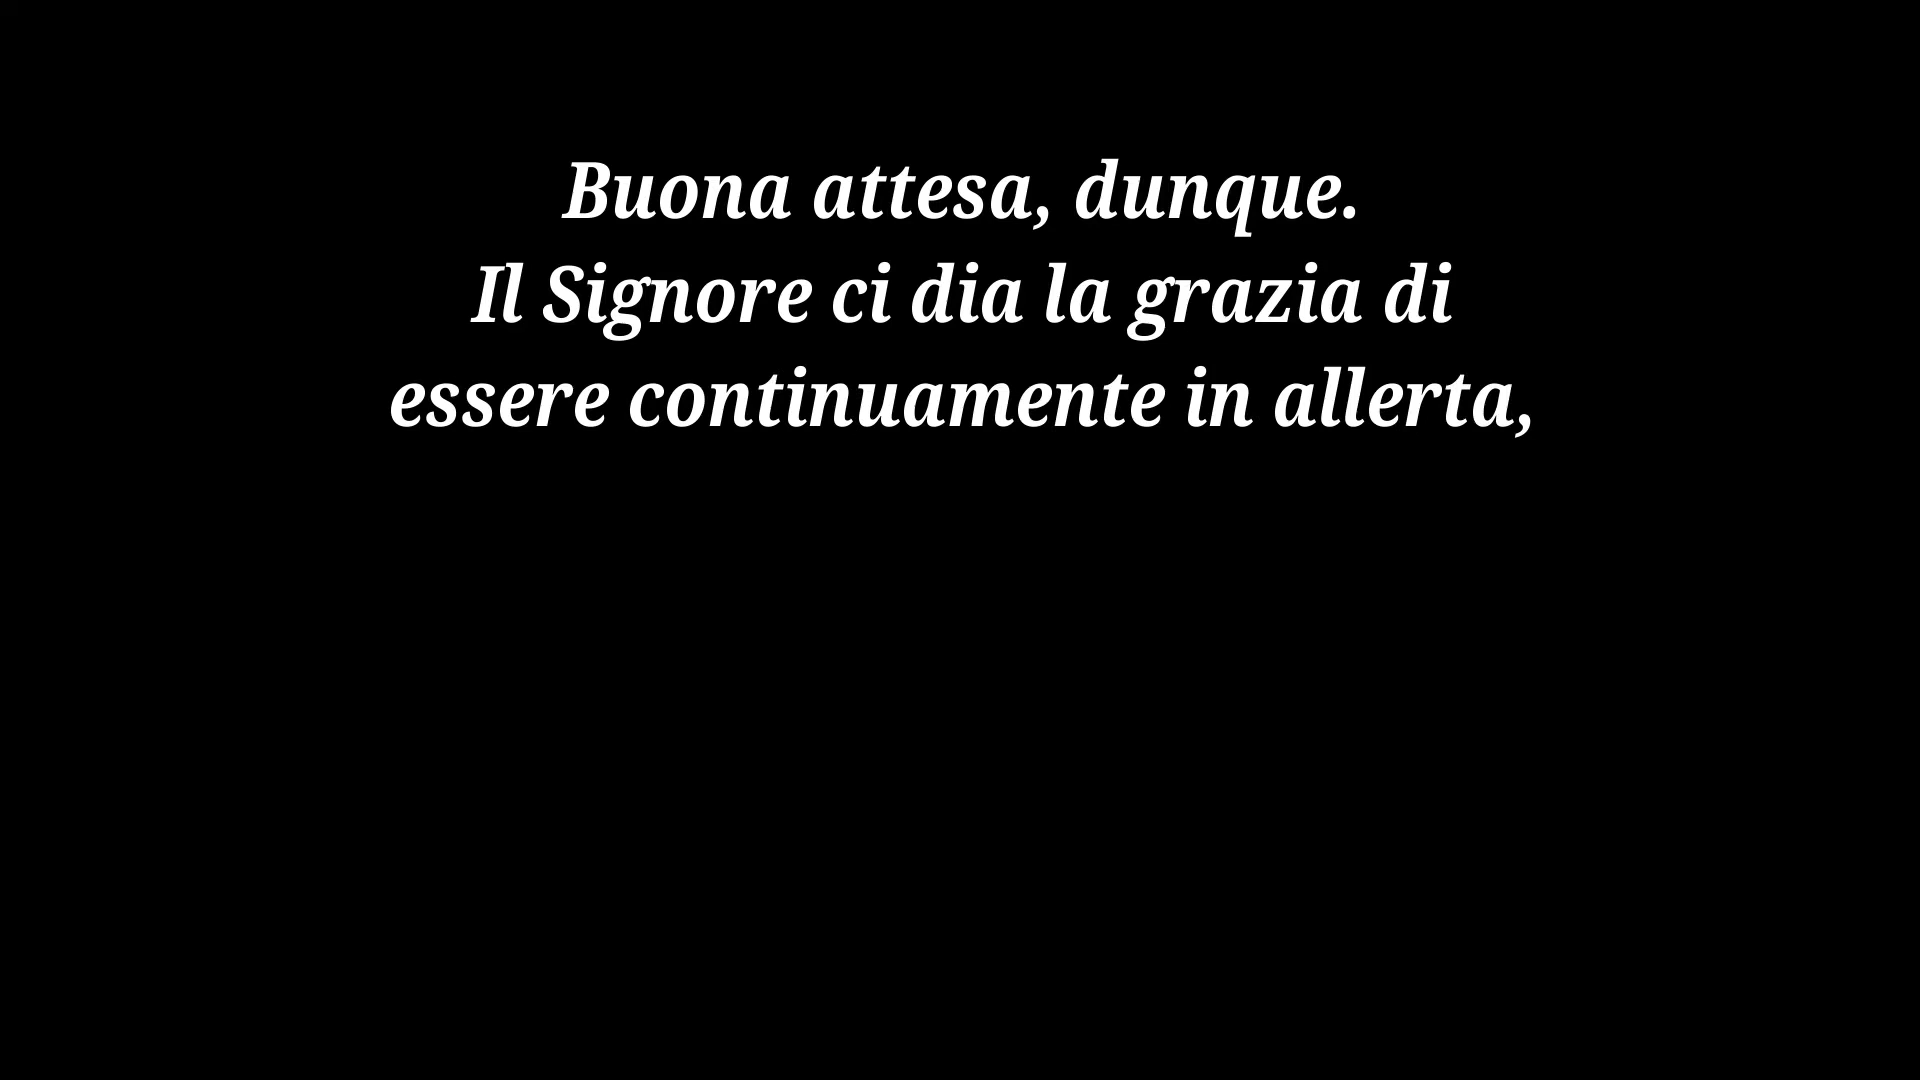 Buona attesa, dunque.
Il Signore ci dia la grazia di
essere continuamente in allerta,